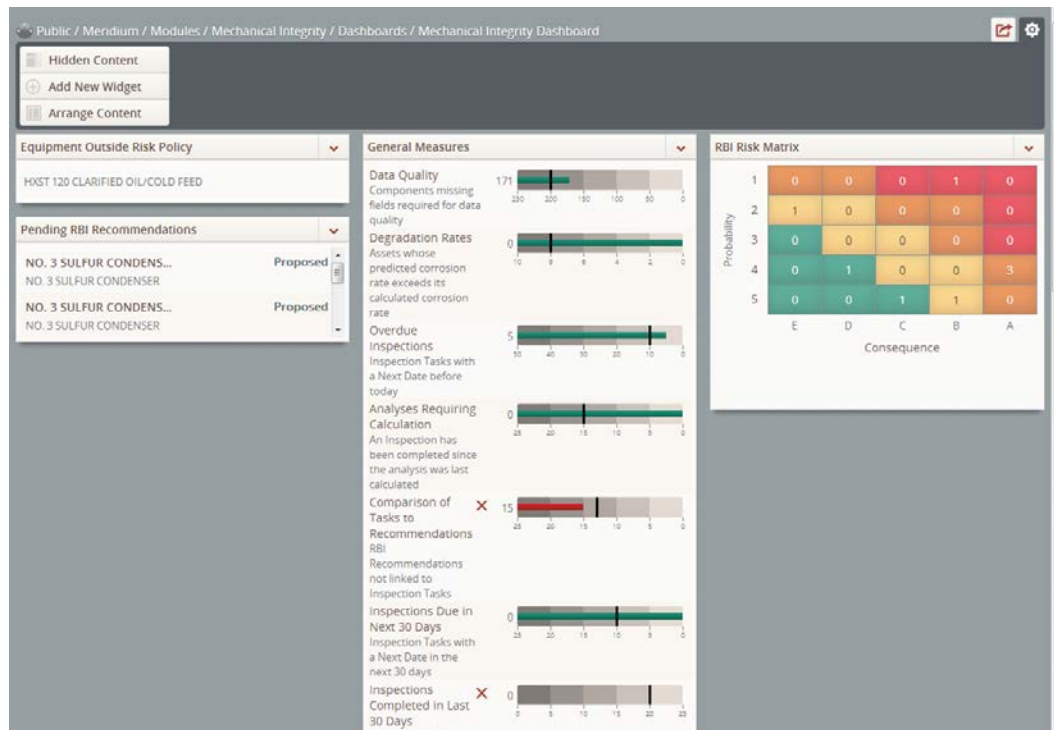 Public / Meridium / Modules / Mechanical Integrity / Dashboards / Mechanical Integrity Dashboard
Hidden Content
Add New Widget
Arrange Content
Equipment Outside Risk Policy
HXST 120 CLARIFIED OIL/COLD FEED
Pending RBI Recommendations
NO. 3 SULFUR CONDENS... Proposed
NO. 3 SULFUR CONDENSER
NO. 3 SULFUR CONDENS... Proposed
NO. 3 SULFUR CONDENSER
General Measures
Data Quality 171
Components missing
fields required for data
quality
250 200 150 100 50 0
Degradation Rates 0
Assets whose
predicted corrosion
rate exceeds its
calculated corrosion
rate
10 8 6 4 2 0
Overdue 5
Inspections
Inspection Tasks with
a Next Date before
today
50 40 30 20 10 0
Analyses Requiring 0
Calculation
An Inspection has
been completed since
the analysis was last
calculated
25 20 15 10 5 0
Comparison of 15
Tasks to
Recommendations
RBI
Recommendations
not linked to
Inspection Tasks
25 20 15 10 5 0
Inspections Due in 0
Next 30 Days
Inspection Tasks with
a Next Date in the
next 30 days
25 20 15 10 5 0
Inspections 0
Completed in Last
30 Days
0 5 10 15 20 25
RBI Risk Matrix
Probability
1 0 0 0 1 0
2 1 0 0 0 0
3 0 0 0 0 0
4 0 1 0 0 3
5 0 0 1 1 0
E D C B A
Consequence